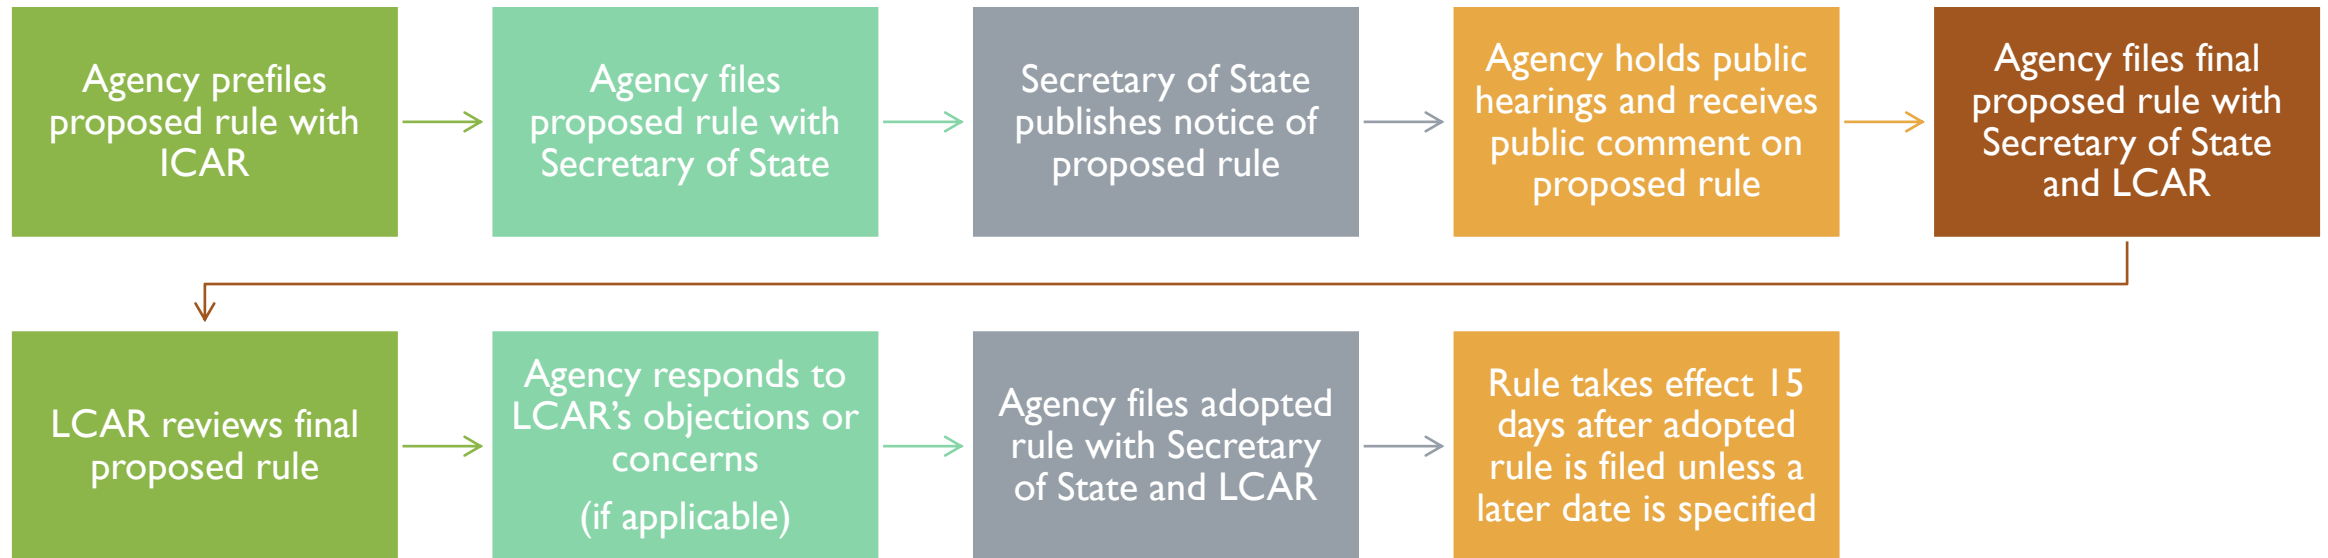 Agency prefiles
proposed rule with
ICAR
Agency files
proposed rule with
Secretary of State
Secretary of State
publishes notice of
proposed rule
Agency holds public
hearings and receives
public comment on
proposed rule
Agency files final
proposed rule with
Secretary of State
and LCAR
LCAR reviews final
proposed rule
Agency responds to
LCAR’s objections or
concerns
(if applicable)
Agency files adopted
rule with Secretary
of State and LCAR
Rule takes effect 15
days after adopted
rule is filed unless a
later date is specified